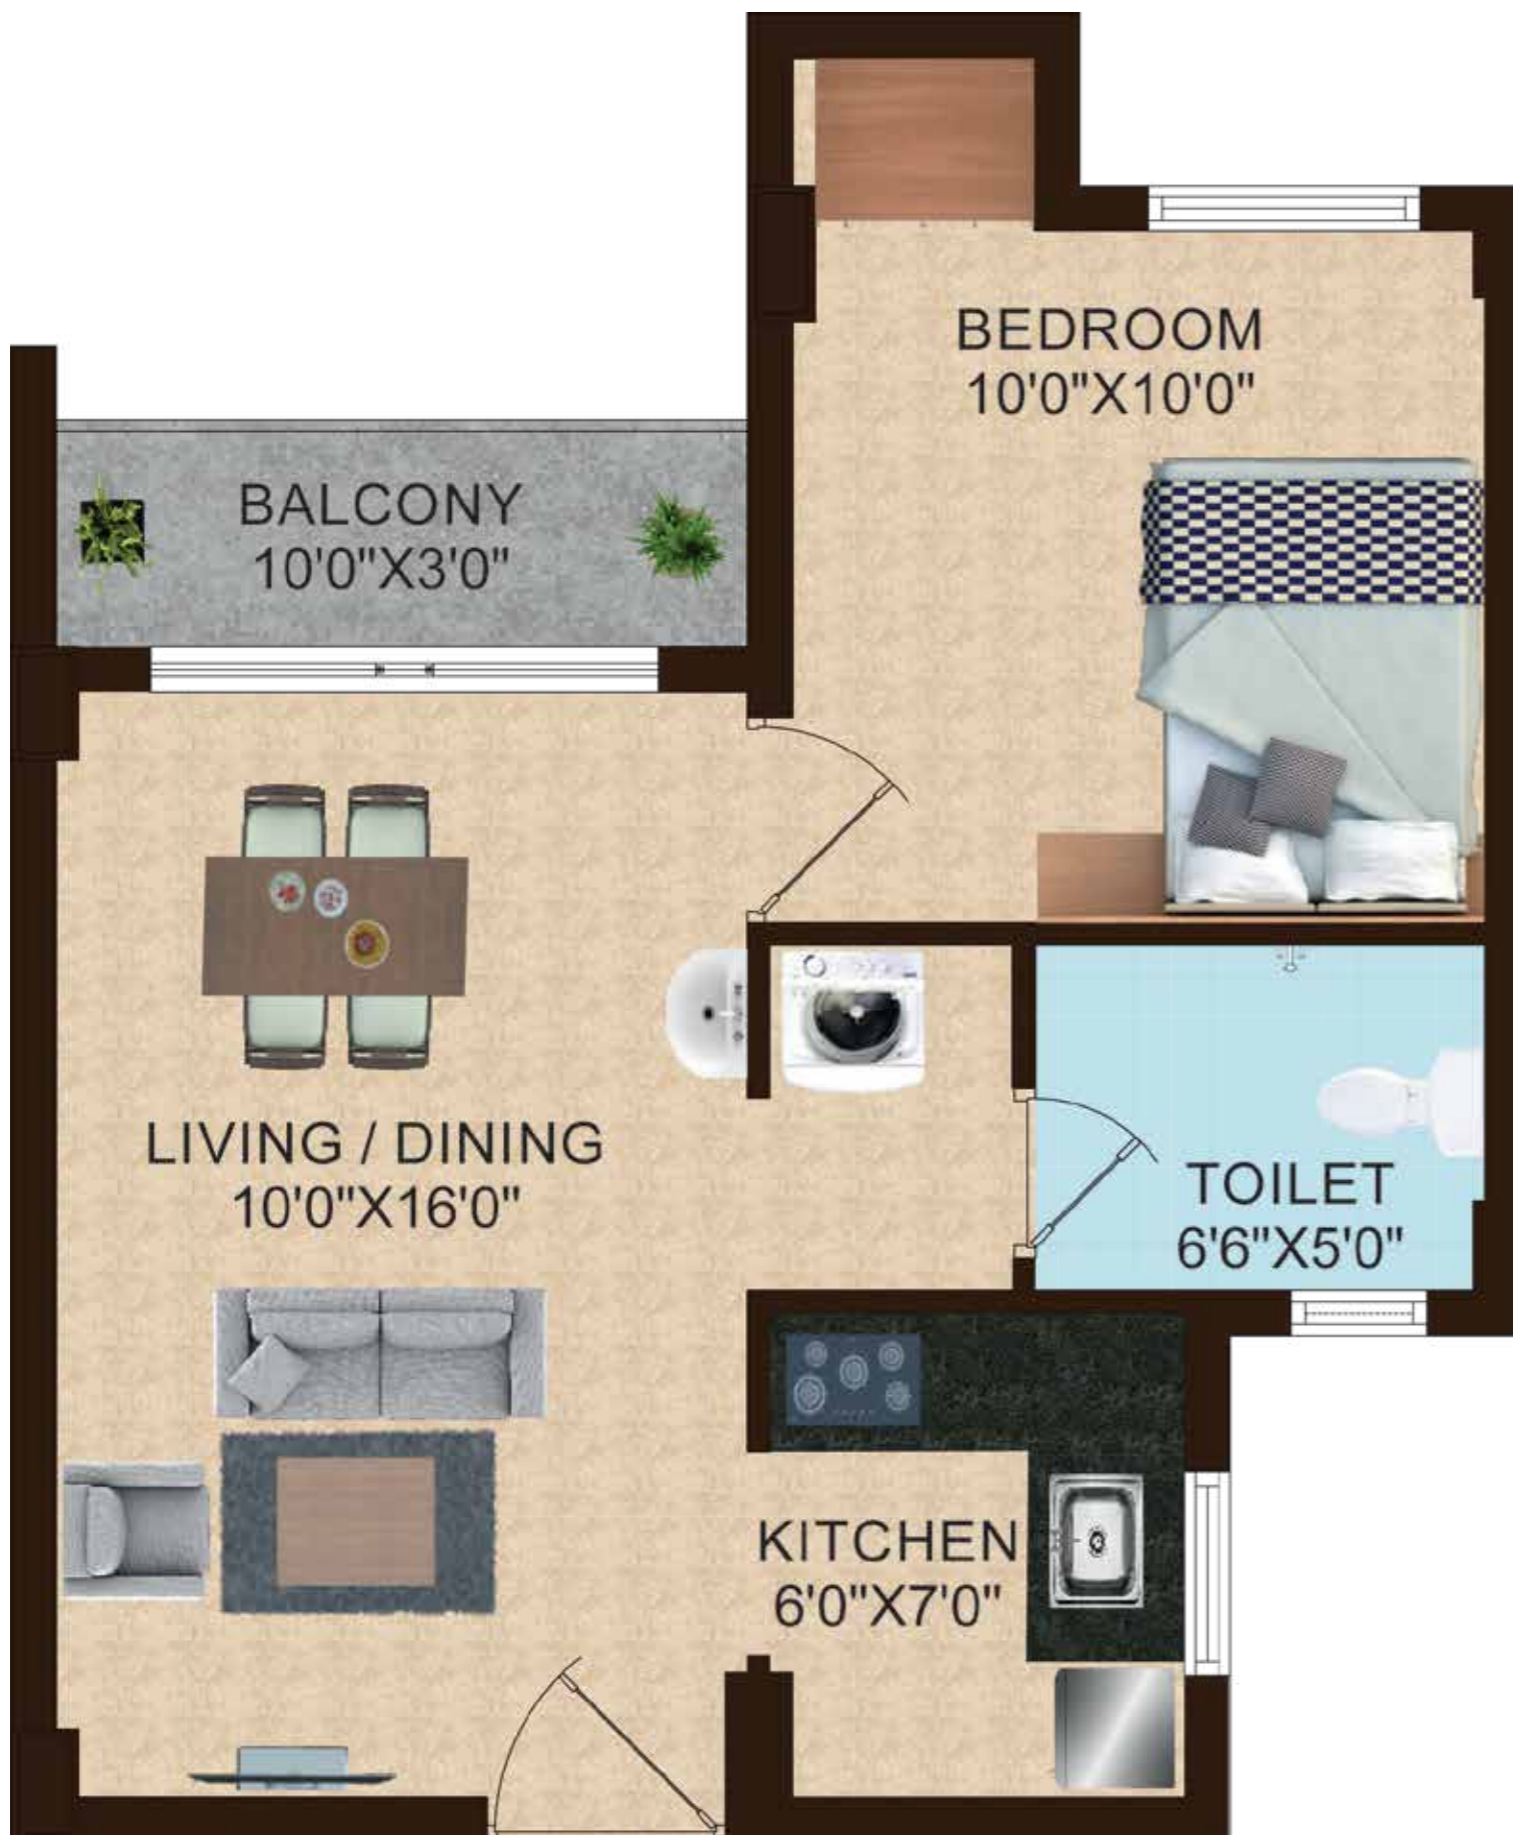 BEDROOM
10'0"X10'0"
BALCONY
10'0"X3'0"
LIVING / DINING
10'0"X16'0"
TOILET
6'6"X5'0"
KITCHEN
6'0"X7'0"